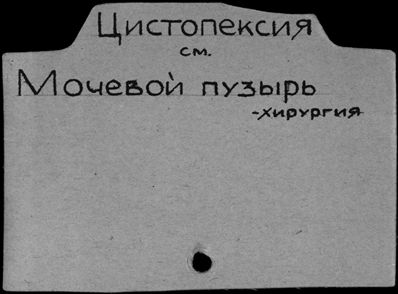 Цистопексия
см.
Мочевой пузырь
-хирургия